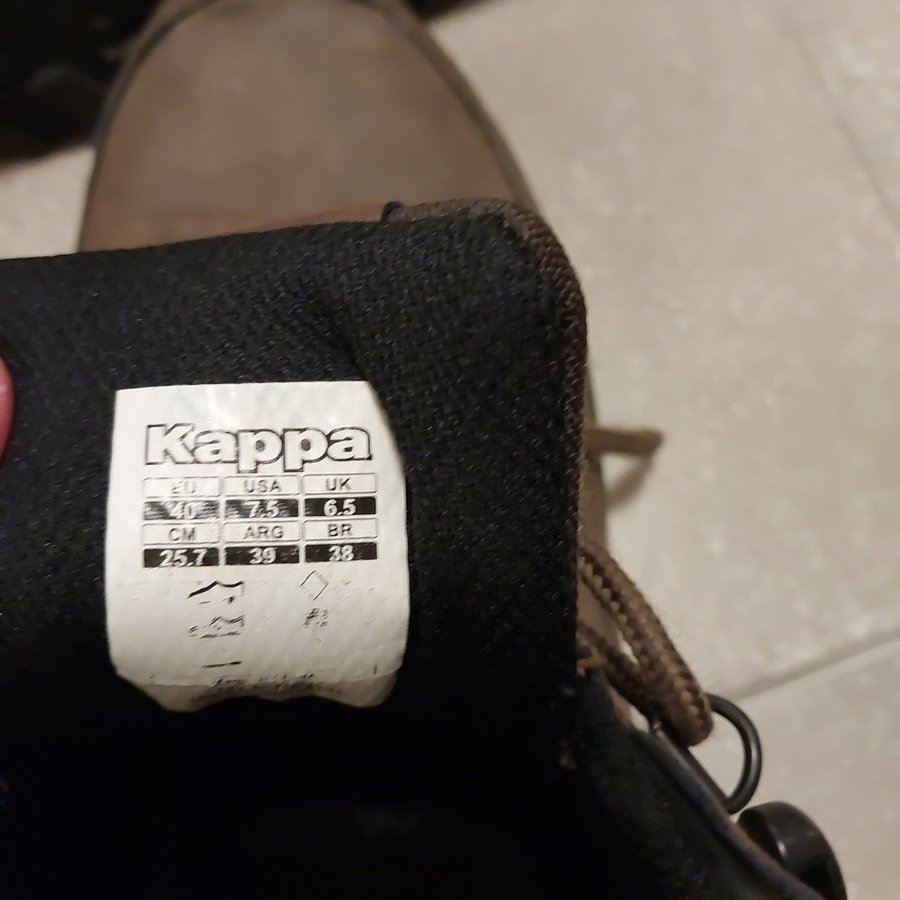 Kappa
EU USA UK
40 7.5 6.5
CM ARG BR
25.7 39 38